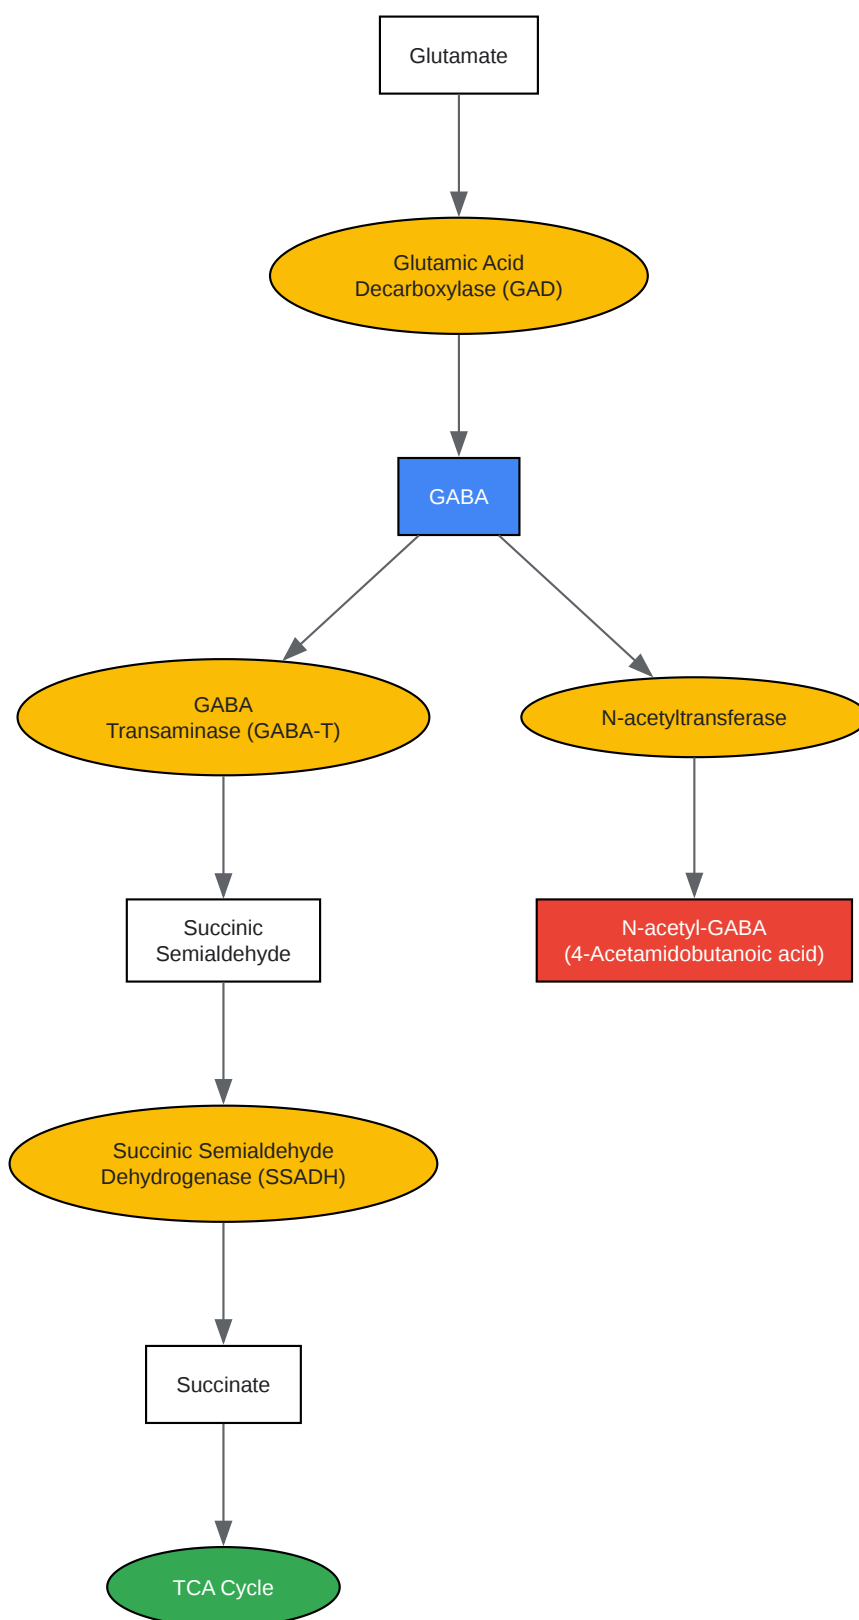 Glutamate
Glutamic Acid
Decarboxylase (GAD)
GABA
GABA
Transaminase (GABA-T)
N-acetyltransferase
Succinic
Semialdehyde
N-acetyl-GABA
(4-Acetamidobutanoic acid)
Succinic Semialdehyde
Dehydrogenase (SSADH)
Succinate
TCA Cycle